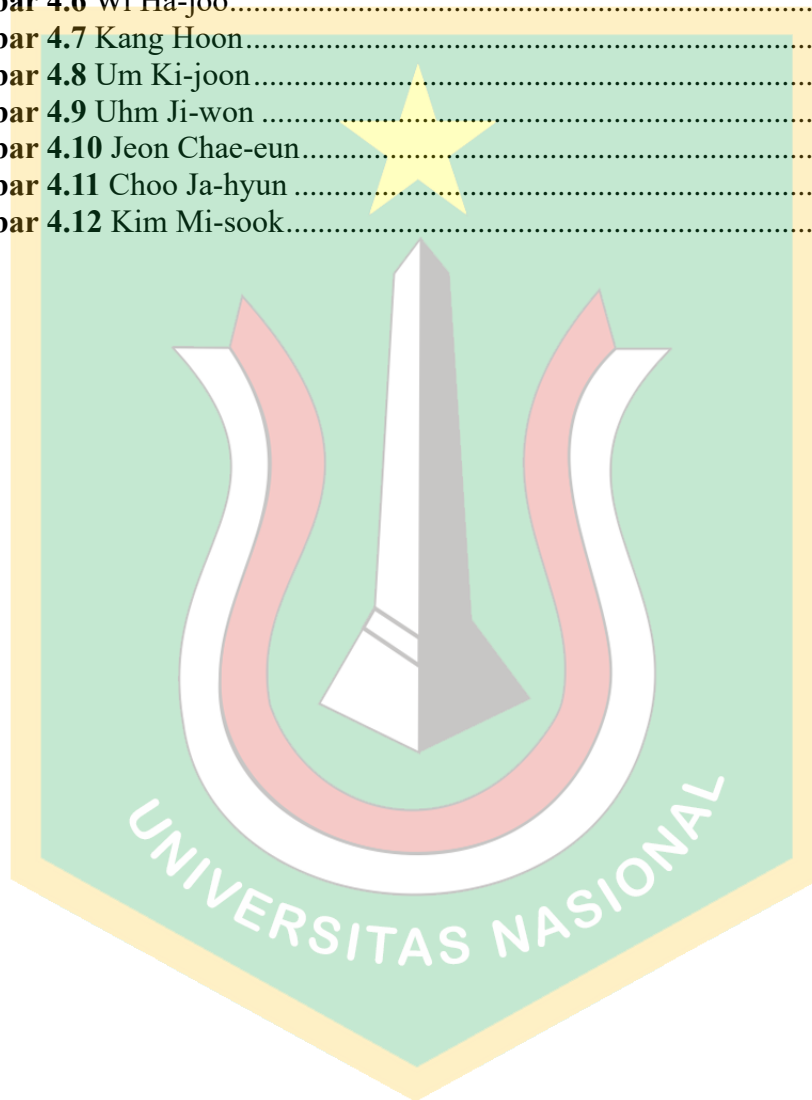 bar 4.6 Wi Ha-joo........................................................................
bar 4.7 Kang Hoon......................................................................
bar 4.8 Um Ki-joon.....................................................................
bar 4.9 Uhm Ji-won ....................................................................
bar 4.10 Jeon Chae-eun...............................................................
bar 4.11 Choo Ja-hyun ................................................................
bar 4.12 Kim Mi-sook.................................................................
UNIVERSITAS NASIONAL